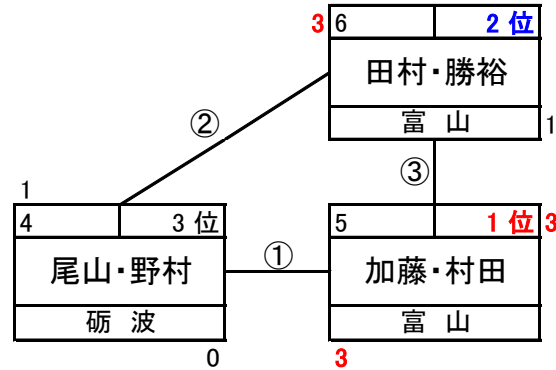 3 6 2 位
田村・勝裕
富 山 1
②
③
1
4 3 位
尾山・野村
砺 波
0
①
5 1 位 3
加藤・村田
富 山
3